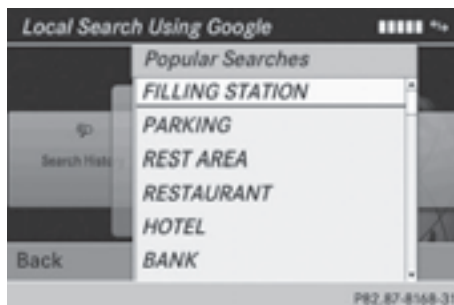 Local Search Using Google
Popular Searches
FILLING STATION
PARKING
REST AREA
RESTAURANT
HOTEL
BANK
Search Histo
Back
P82.87-8168-31